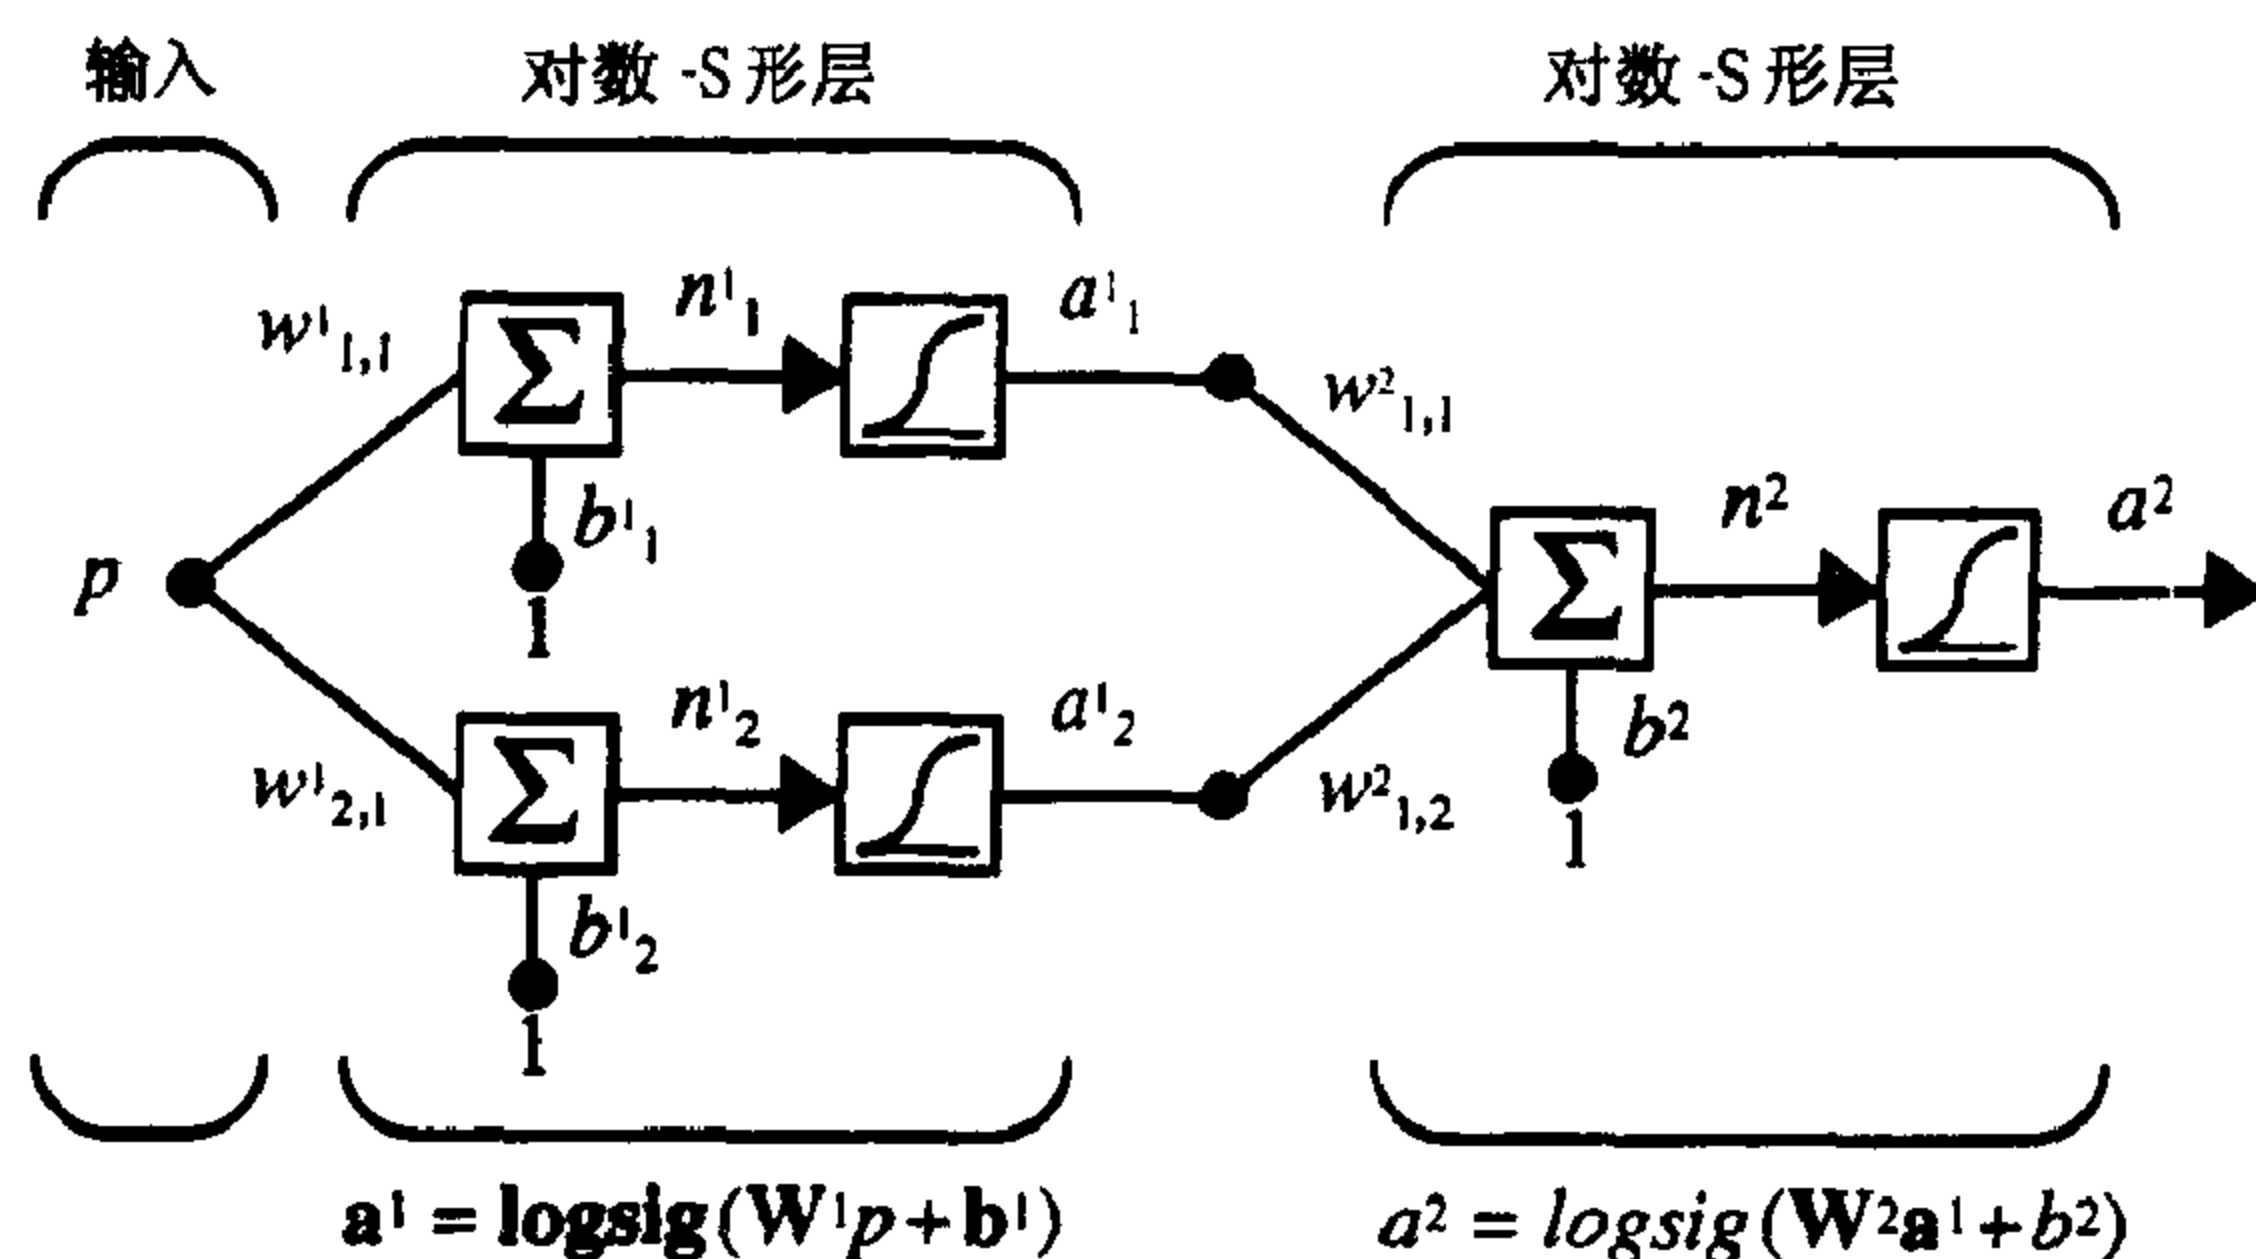 输入 对数 -S 形层 对数 -S 形层
n¹₁ a¹₁
w¹₁,₁ w²₁,₁
b¹₁ n² a²
p
1
n¹₂ a¹₂ b²
w¹₂,₁ w²₁,₂
1
b¹₂
1
a¹ = logsig(W¹p + b¹) a² = logsig(W²a¹ + b²)